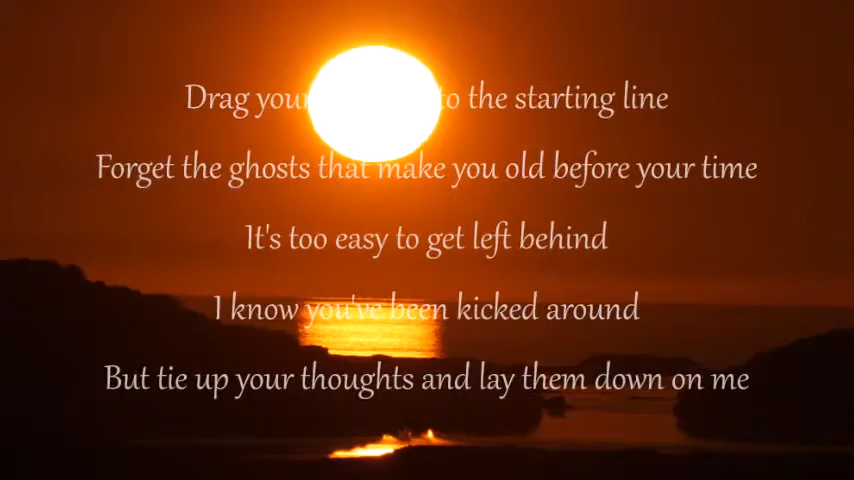 Drag your to the starting line
Forget the ghosts that make you old before your time
It's too easy to get left behind
I know you've been kicked around
But tie up your thoughts and lay them down on me